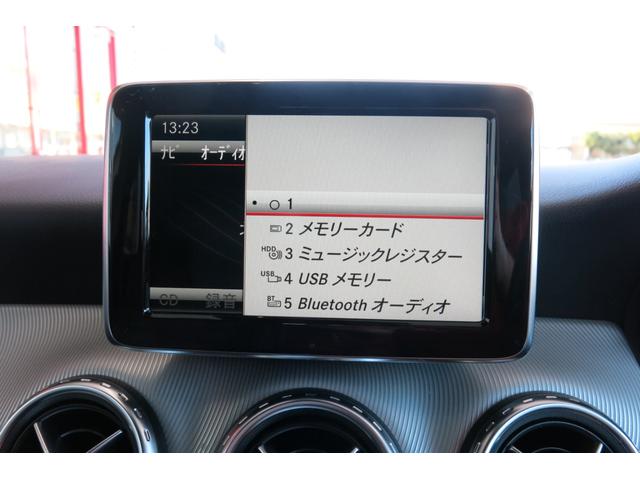 13:23
ナビ オーディオ
1
2 メモリーカード
HDD 3 ミュージックレジスター
USB 4 USB メモリー
BT 5 Bluetooth オーディオ
CD 録音